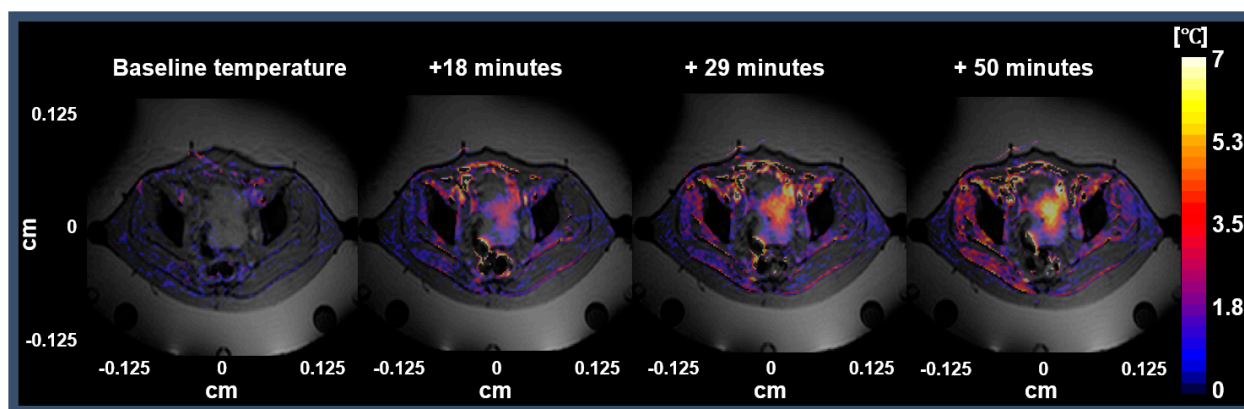 [℃]
Baseline temperature
+18 minutes
+ 29 minutes
+ 50 minutes
7
5.3
3.5
1.8
0
0.125
0
-0.125
cm
-0.125 0 0.125
cm
-0.125 0 0.125
cm
-0.125 0 0.125
cm
-0.125 0 0.125
cm